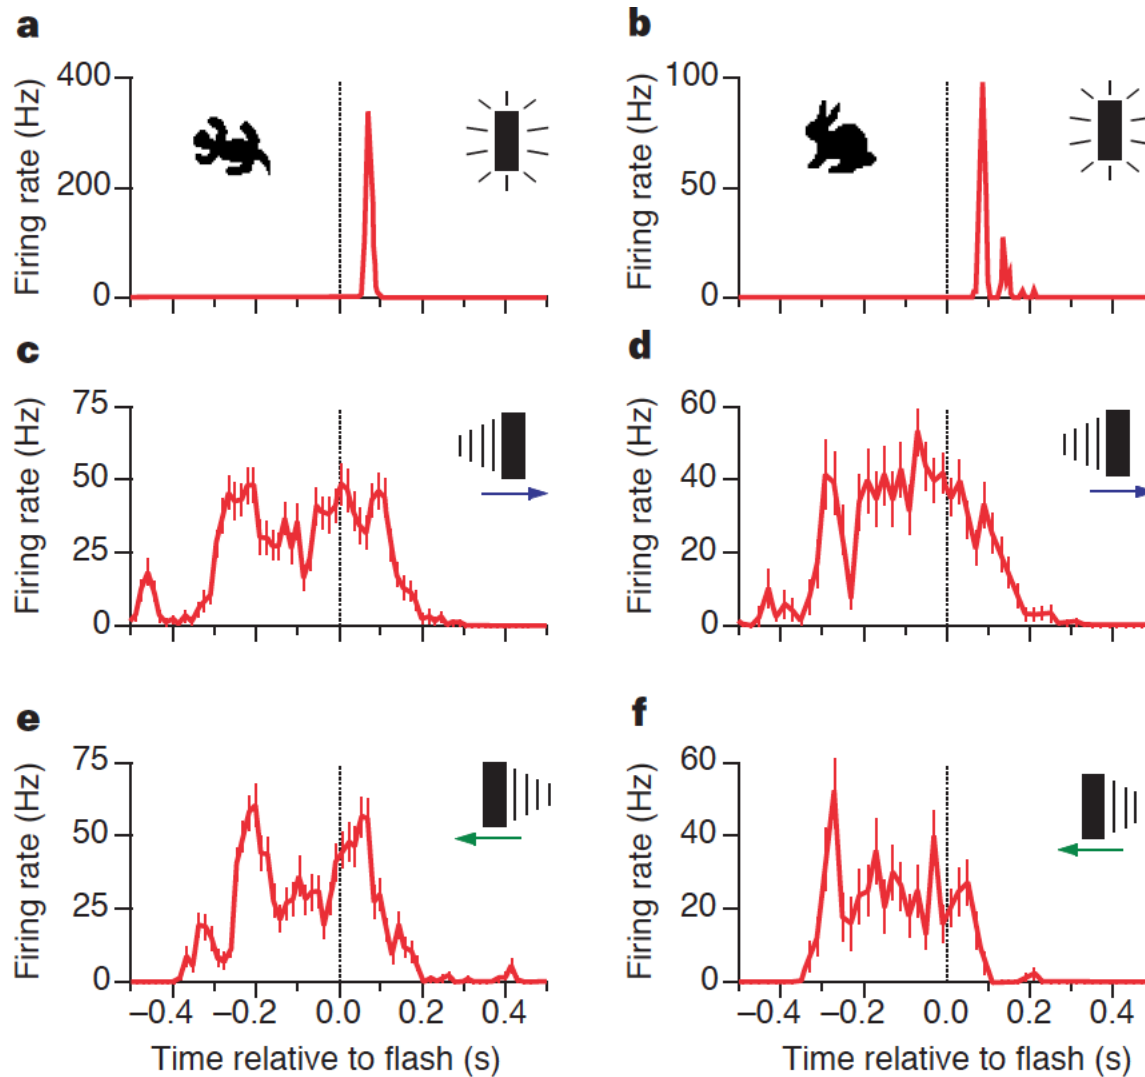 a
400
200
0
Firing rate (Hz)
b
100
50
0
Firing rate (Hz)
c
75
50
25
0
Firing rate (Hz)
d
60
40
20
0
Firing rate (Hz)
e
75
50
25
0
Firing rate (Hz)
–0.4 –0.2 0.0 0.2 0.4
Time relative to flash (s)
f
60
40
20
0
Firing rate (Hz)
–0.4 –0.2 0.0 0.2 0.4
Time relative to flash (s)